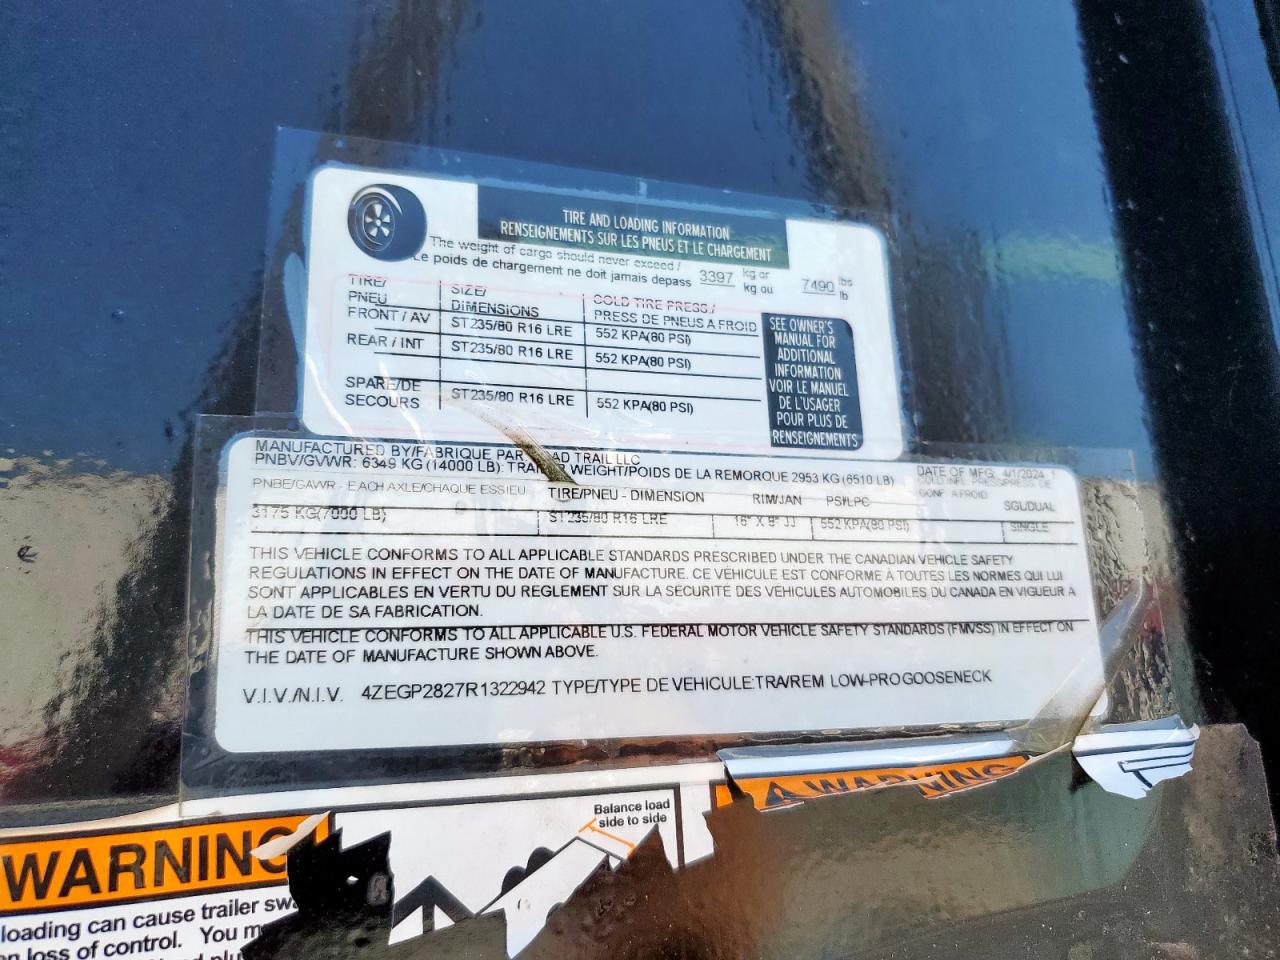 TIRE AND LOADING INFORMATION
RENSEIGNEMENTS SUR LES PNEUS ET LE CHARGEMENT
The weight of cargo should never exceed / kg or lbs
Le poids de chargement ne doit jamais depass 3397 kg ou 7490 lb
TIRE/ PNEU SIZE/ DIMENSIONS COLD TIRE PRESS./ PRESS DE PNEUS A FROID
FRONT / AV ST235/80 R16 LRE 552 KPA(80 PSI)
REAR / INT ST235/80 R16 LRE 552 KPA(80 PSI)
SPARE/DE SECOURS ST235/80 R16 LRE 552 KPA(80 PSI)
SEE OWNER'S
MANUAL FOR
ADDITIONAL
INFORMATION
VOIR LE MANUEL
DE L'USAGER
POUR PLUS DE
RENSEIGNEMENTS
MANUFACTURED BY/FABRIQUE PAR: AD TRAIL LLC
PNBV/GVWR: 6349 KG (14000 LB): WEIGHT/POIDS DE LA REMORQUE 2953 KG (6510 LB) DATE OF MFG: 4/1/2024
PNBE/GAWR - EACH AXLE/CHAQUE ESSIEU TIRE/PNEU - DIMENSION RIM/JAN PSI/LPC A FROID SGL/DUAL
3175 KG(7000 LB) ST235/80 R16 LRE 552 KPA(80 PSI) SINGLE
THIS VEHICLE CONFORMS TO ALL APPLICABLE STANDARDS PRESCRIBED UNDER THE CANADIAN VEHICLE SAFETY
REGULATIONS IN EFFECT ON THE DATE OF MANUFACTURE. CE VÉHICULE EST CONFORME À TOUTES LES NORMES QUI LUI
SONT APPLICABLES EN VERTU DU REGLEMENT SUR LA SÉCURITÉ DES VÉHICULES AUTOMOBILES DU CANADA EN VIGUEUR A
LA DATE DE SA FABRICATION.
THIS VEHICLE CONFORMS TO ALL APPLICABLE U.S. FEDERAL MOTOR VEHICLE SAFETY STANDARDS (FMVSS) IN EFFECT ON
THE DATE OF MANUFACTURE SHOWN ABOVE.
V.I.V./N.I.V. 4ZEGP2827R1322942 TYPE/TYPE DE VEHICULE:TRA/REM LOW-PRO GOOSENECK
WARNING
Balance load
side to side
WARNING
loading can cause trailer
loss of control. You